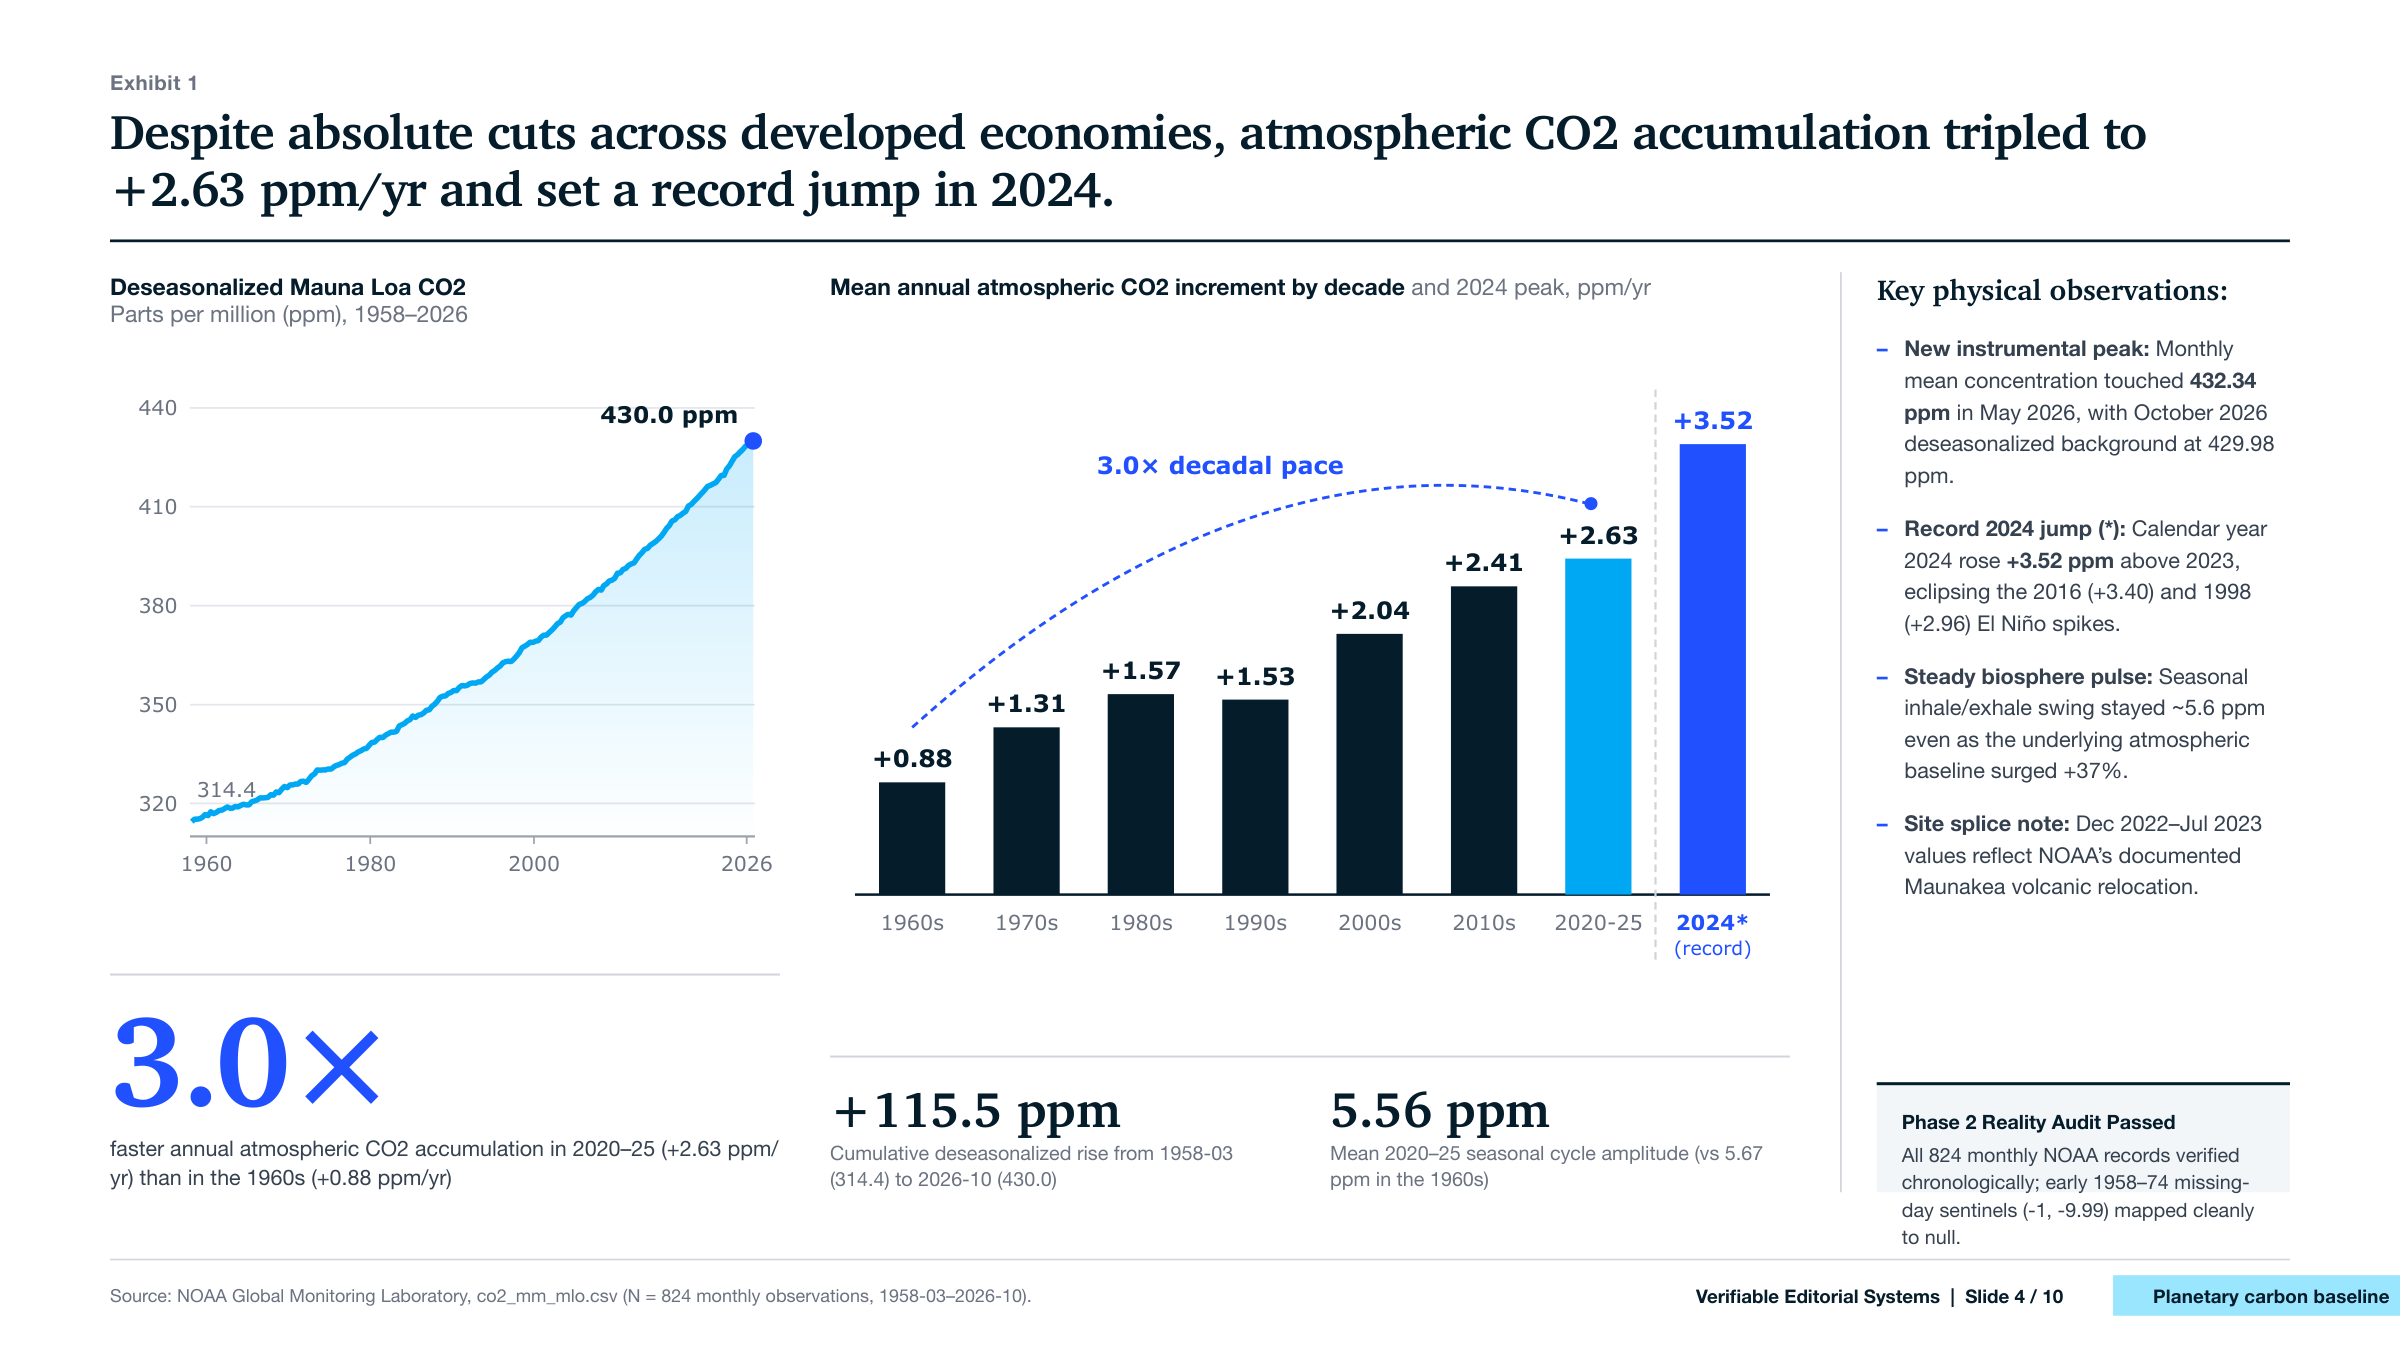 Exhibit 1
Despite absolute cuts across developed economies, atmospheric CO2 accumulation tripled to
+2.63 ppm/yr and set a record jump in 2024.
Deseasonalized Mauna Loa CO2
Parts per million (ppm), 1958–2026
440
410
380
350
320
430.0 ppm
314.4
1960
1980
2000
2026
3.0×
faster annual atmospheric CO2 accumulation in 2020–25 (+2.63 ppm/
yr) than in the 1960s (+0.88 ppm/yr)
Mean annual atmospheric CO2 increment by decade and 2024 peak, ppm/yr
3.0× decadal pace
+0.88
+1.31
+1.57
+1.53
+2.04
+2.41
+2.63
+3.52
1960s
1970s
1980s
1990s
2000s
2010s
2020-25
2024*
(record)
+115.5 ppm
Cumulative deseasonalized rise from 1958-03
(314.4) to 2026-10 (430.0)
5.56 ppm
Mean 2020–25 seasonal cycle amplitude (vs 5.67
ppm in the 1960s)
Key physical observations:
– New instrumental peak: Monthly
mean concentration touched 432.34
ppm in May 2026, with October 2026
deseasonalized background at 429.98
ppm.
– Record 2024 jump (*): Calendar year
2024 rose +3.52 ppm above 2023,
eclipsing the 2016 (+3.40) and 1998
(+2.96) El Niño spikes.
– Steady biosphere pulse: Seasonal
inhale/exhale swing stayed ~5.6 ppm
even as the underlying atmospheric
baseline surged +37%.
– Site splice note: Dec 2022–Jul 2023
values reflect NOAA’s documented
Maunakea volcanic relocation.
Phase 2 Reality Audit Passed
All 824 monthly NOAA records verified
chronologically; early 1958–74 missing-
day sentinels (-1, -9.99) mapped cleanly
to null.
Source: NOAA Global Monitoring Laboratory, co2_mm_mlo.csv (N = 824 monthly observations, 1958-03–2026-10).
Verifiable Editorial Systems | Slide 4 / 10
Planetary carbon baseline